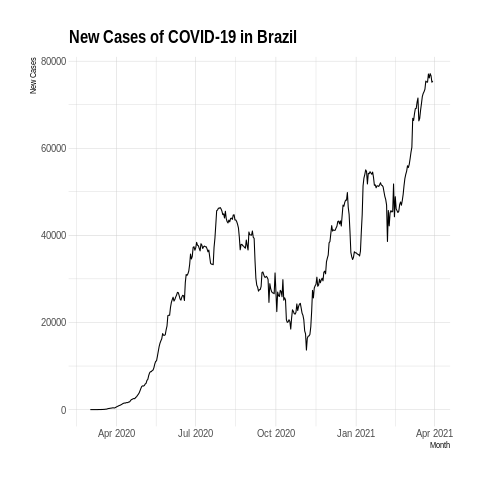 New Cases of COVID-19 in Brazil
New Cases
80000
60000
40000
20000
0
Apr 2020 Jul 2020 Oct 2020 Jan 2021 Apr 2021
Month